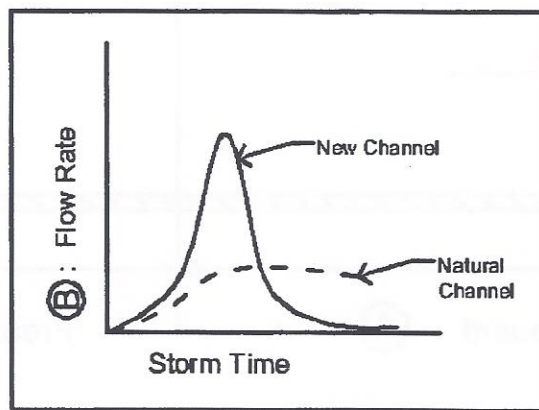 New Channel
Natural
Channel
B : Flow Rate
Storm Time